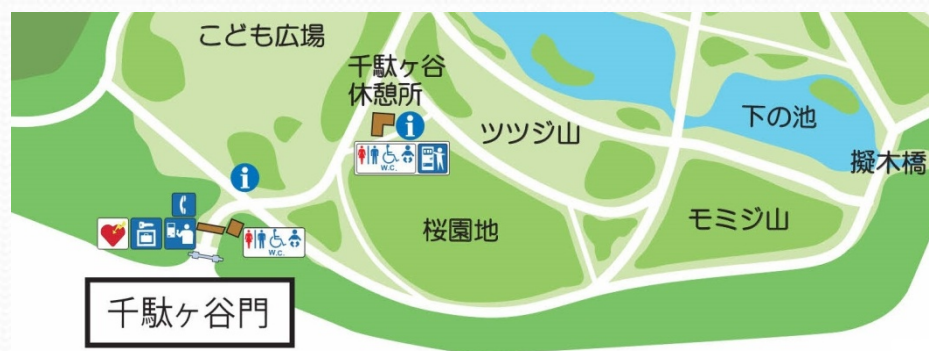 こども広場
千駄ヶ谷
休憩所
ツツジ山
下の池
擬木橋
W.C.
桜園地
モミジ山
W.C.
千駄ヶ谷門